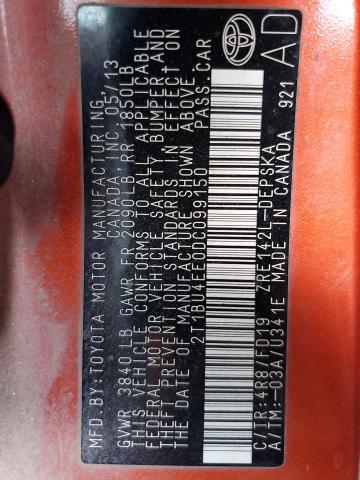 MFD.BY TOYOTA MOTOR MANUFACTURING
CANADA INC. 05/13
GVWR 3840 LB GAWR FR 2090LB RR 1850LB
THIS VEHICLE CONFORMS TO ALL APPLICABLE
FEDERAL MOTOR VEHICLE SAFETY, BUMPER AND
THEFT PREVENTION STANDARDS IN EFFECT ON
THE DATE OF MANUFACTURE SHOWN ABOVE.
2T1BU4EE0DC099150 PASS.CAR
C/TR:4R8/FD19 ZRE142L-DEPSKA
A/TM:-03A/U341E MADE IN CANADA 921
AD